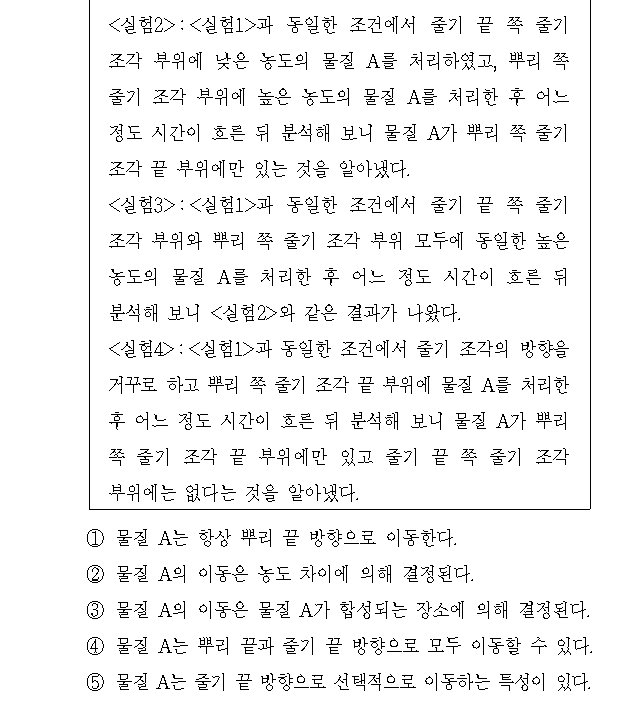 <실험2>:<실험1>과 동일한 조건에서 줄기 끝 쪽 줄기
조각 부위에 낮은 농도의 물질 A를 처리하였고, 뿌리 쪽
줄기 조각 부위에 높은 농도의 물질 A를 처리한 후 어느
정도 시간이 흐른 뒤 분석해 보니 물질 A가 뿌리 쪽 줄기
조각 끝 부위에만 있는 것을 알아냈다.
<실험3>:<실험1>과 동일한 조건에서 줄기 끝 쪽 줄기
조각 부위와 뿌리 쪽 줄기 조각 부위 모두에 동일한 높은
농도의 물질 A를 처리한 후 어느 정도 시간이 흐른 뒤
분석해 보니 <실험2>와 같은 결과가 나왔다.
<실험4>:<실험1>과 동일한 조건에서 줄기 조각의 방향을
거꾸로 하고 뿌리 쪽 줄기 조각 끝 부위에 물질 A를 처리한
후 어느 정도 시간이 흐른 뒤 분석해 보니 물질 A가 뿌리
쪽 줄기 조각 끝 부위에만 있고 줄기 끝 쪽 줄기 조각
부위에는 없다는 것을 알아냈다.
① 물질 A는 항상 뿌리 끝 방향으로 이동한다.
② 물질 A의 이동은 농도 차이에 의해 결정된다.
③ 물질 A의 이동은 물질 A가 합성되는 장소에 의해 결정된다.
④ 물질 A는 뿌리 끝과 줄기 끝 방향으로 모두 이동할 수 있다.
⑤ 물질 A는 줄기 끝 방향으로 선택적으로 이동하는 특성이 있다.